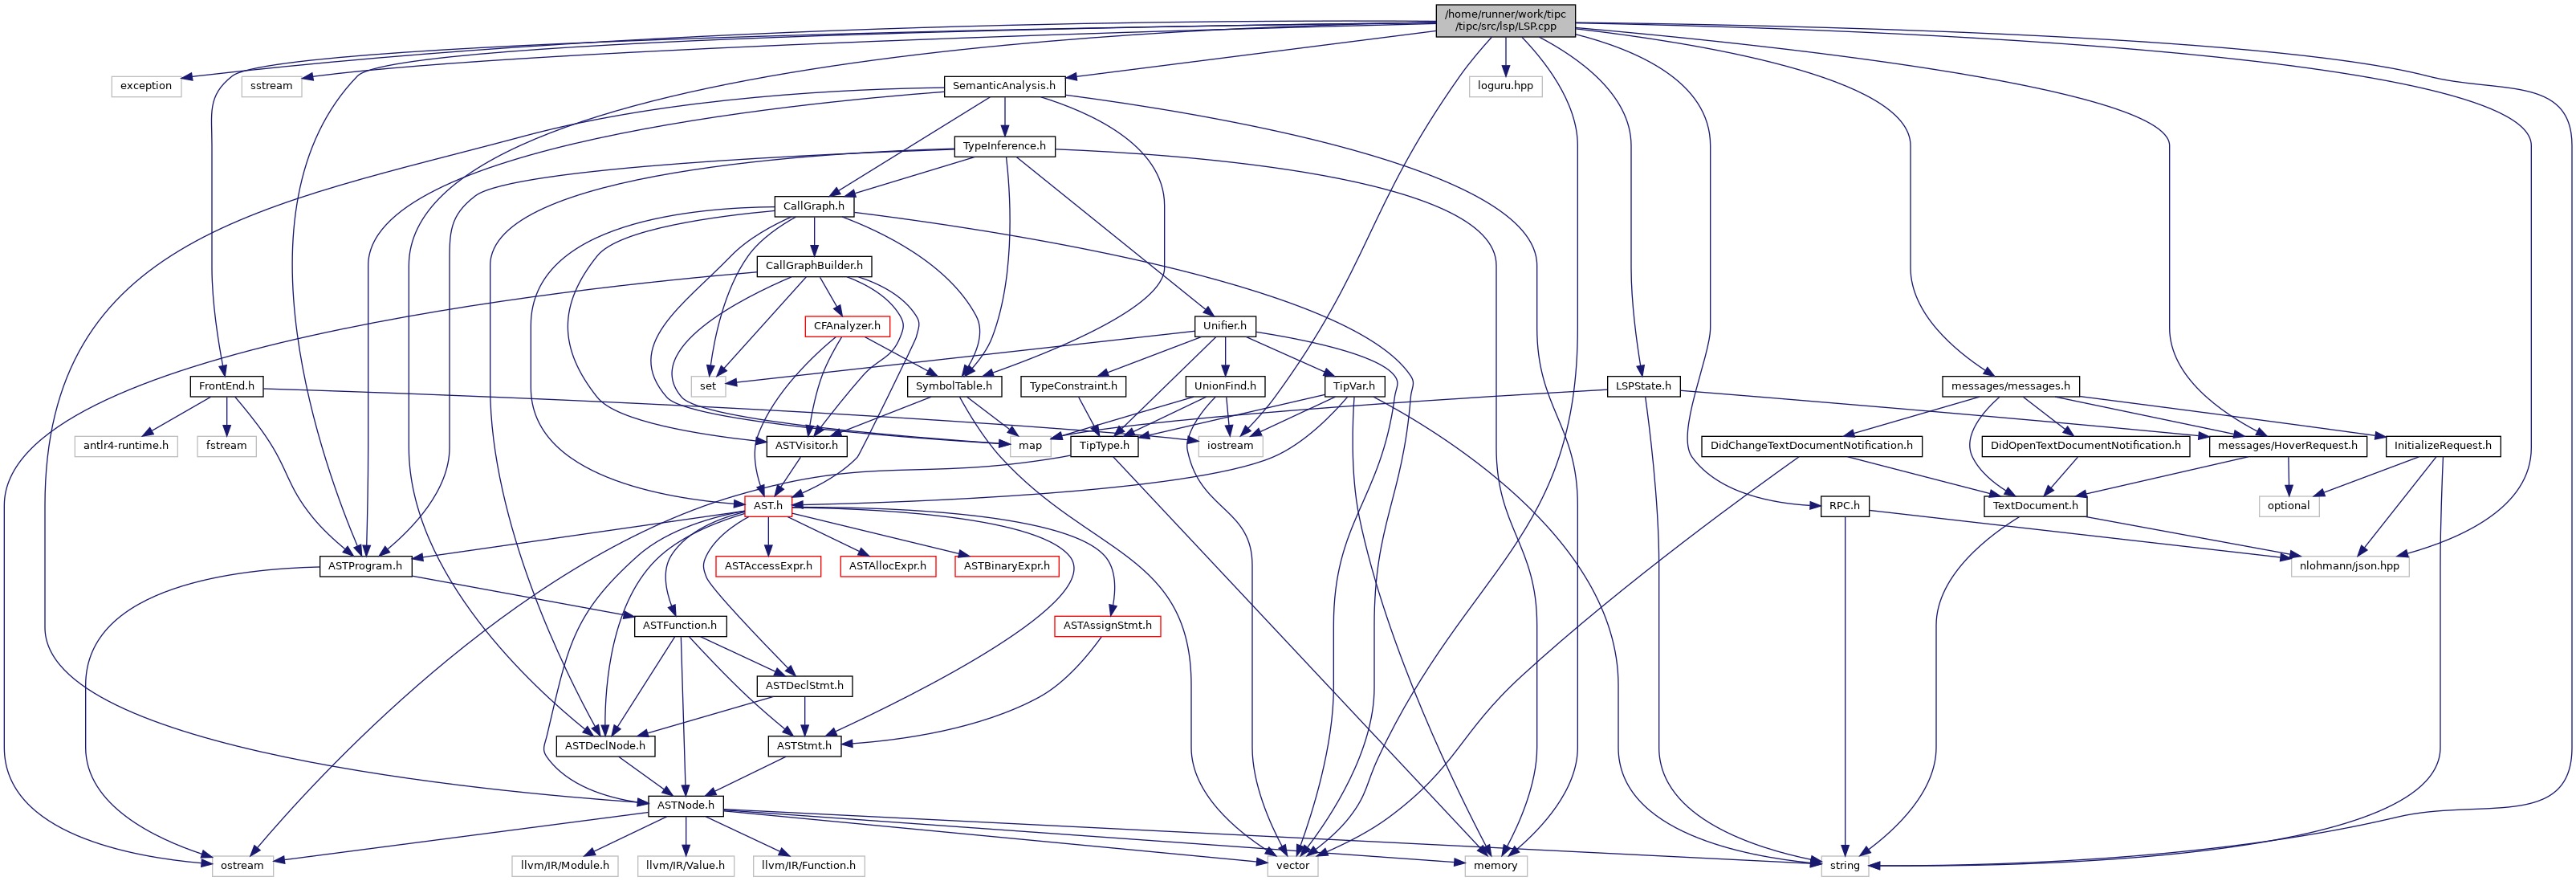 /home/runner/work/tipc
/tipc/src/lsp/LSP.cpp
exception
sstream
SemanticAnalysis.h
loguru.hpp
TypeInference.h
CallGraph.h
CallGraphBuilder.h
CFAnalyzer.h
Unifier.h
FrontEnd.h
set
SymbolTable.h
TypeConstraint.h
UnionFind.h
TipVar.h
LSPState.h
messages/messages.h
antlr4-runtime.h
fstream
ASTVisitor.h
map
TipType.h
iostream
DidChangeTextDocumentNotification.h
DidOpenTextDocumentNotification.h
messages/HoverRequest.h
InitializeRequest.h
AST.h
RPC.h
TextDocument.h
optional
ASTProgram.h
ASTAccessExpr.h
ASTAllocExpr.h
ASTBinaryExpr.h
nlohmann/json.hpp
ASTFunction.h
ASTAssignStmt.h
ASTDeclStmt.h
ASTDeclNode.h
ASTStmt.h
ASTNode.h
ostream
llvm/IR/Module.h
llvm/IR/Value.h
llvm/IR/Function.h
vector
memory
string